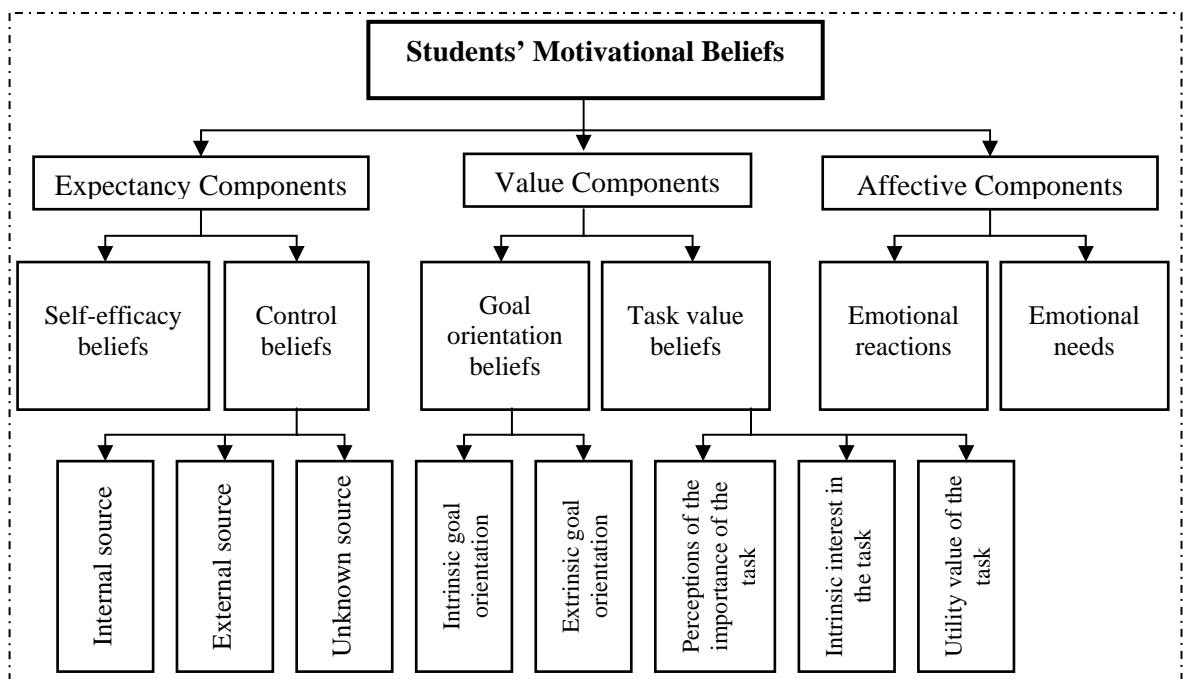 Students’ Motivational Beliefs
Expectancy Components
Value Components
Affective Components
Self-efficacy
beliefs
Control
beliefs
Goal
orientation
beliefs
Task value
beliefs
Emotional
reactions
Emotional
needs
Internal source
External source
Unknown source
Intrinsic goal
orientation
Extrinsic goal
orientation
Perceptions of the
importance of the
task
Intrinsic interest in
the task
Utility value of the
task